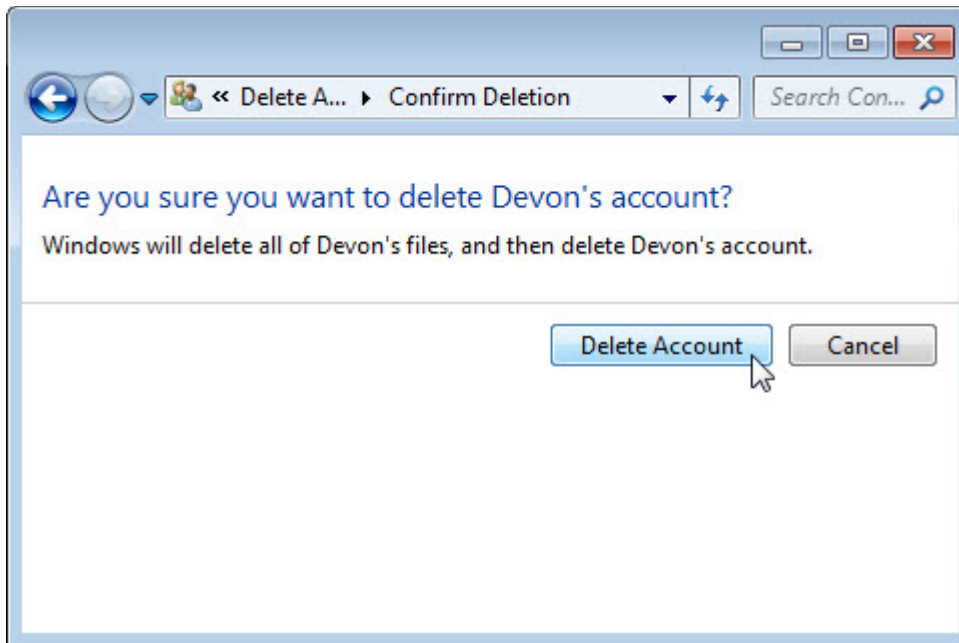 « Delete A... ▸ Confirm Deletion
Search Con...
Are you sure you want to delete Devon's account?
Windows will delete all of Devon's files, and then delete Devon's account.
Delete Account
Cancel